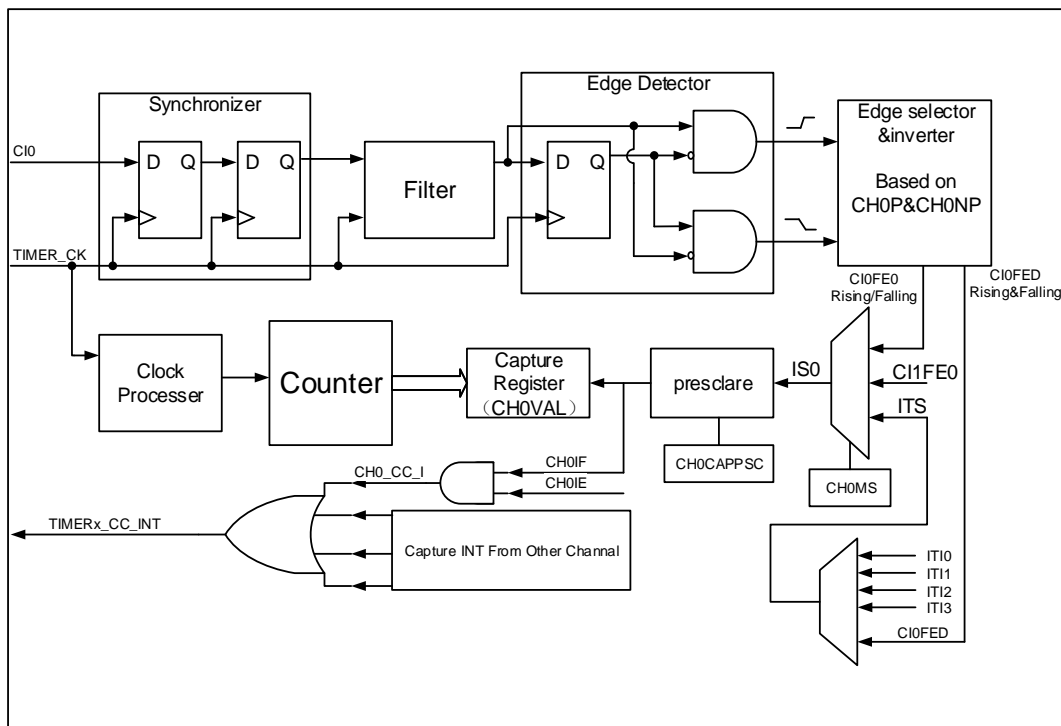 Synchronizer
Edge Detector
CI0
D Q
D Q
Filter
D Q
Edge selector
&inverter
Based on
CH0P&CH0NP
TIMER_CK
CI0FE0
Rising/Falling
CI0FED
Rising&Falling
Clock
Processer
Counter
Capture
Register
（CH0VAL）
presclare
IS0
CI1FE0
ITS
CH0CAPPSC
CH0MS
CH0_CC_I
CH0IF
CH0IE
TIMERx_CC_INT
Capture INT From Other Channal
ITI0
ITI1
ITI2
ITI3
CI0FED